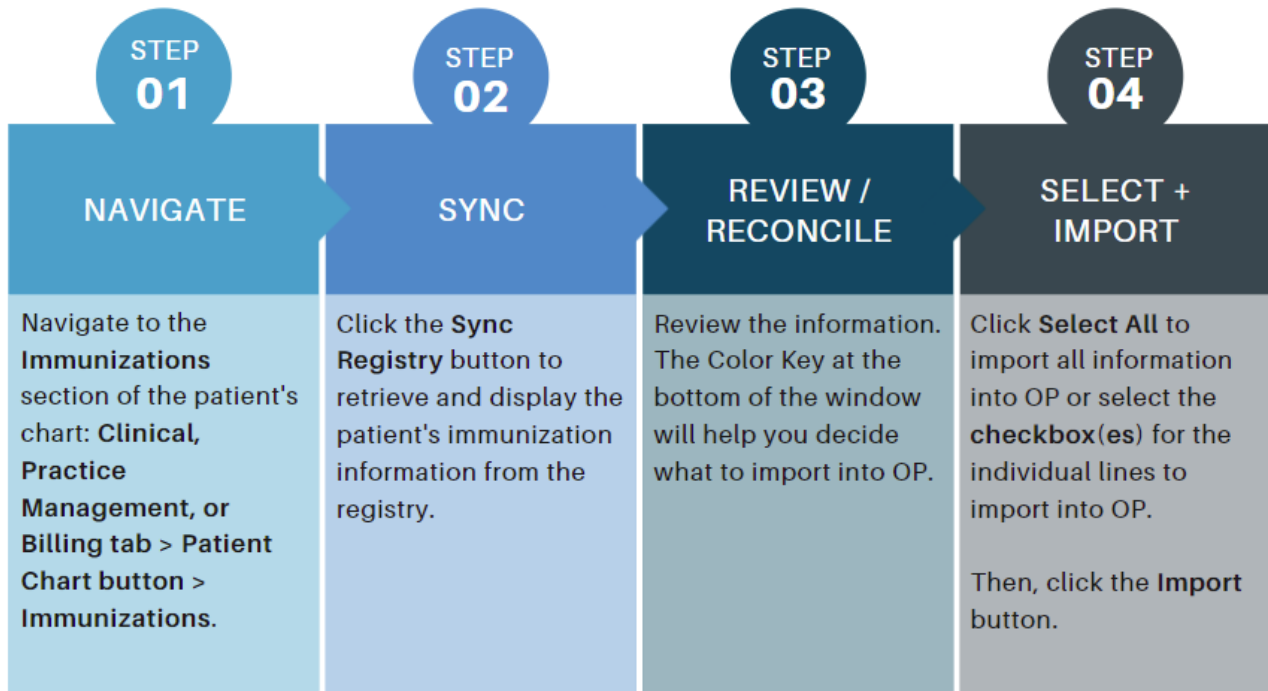 STEP
01
NAVIGATE
Navigate to the
Immunizations
section of the patient's
chart: Clinical,
Practice
Management, or
Billing tab > Patient
Chart button >
Immunizations.
STEP
02
SYNC
Click the Sync
Registry button to
retrieve and display the
patient's immunization
information from the
registry.
STEP
03
REVIEW /
RECONCILE
Review the information.
The Color Key at the
bottom of the window
will help you decide
what to import into OP.
STEP
04
SELECT +
IMPORT
Click Select All to
import all information
into OP or select the
checkbox(es) for the
individual lines to
import into OP.
Then, click the Import
button.